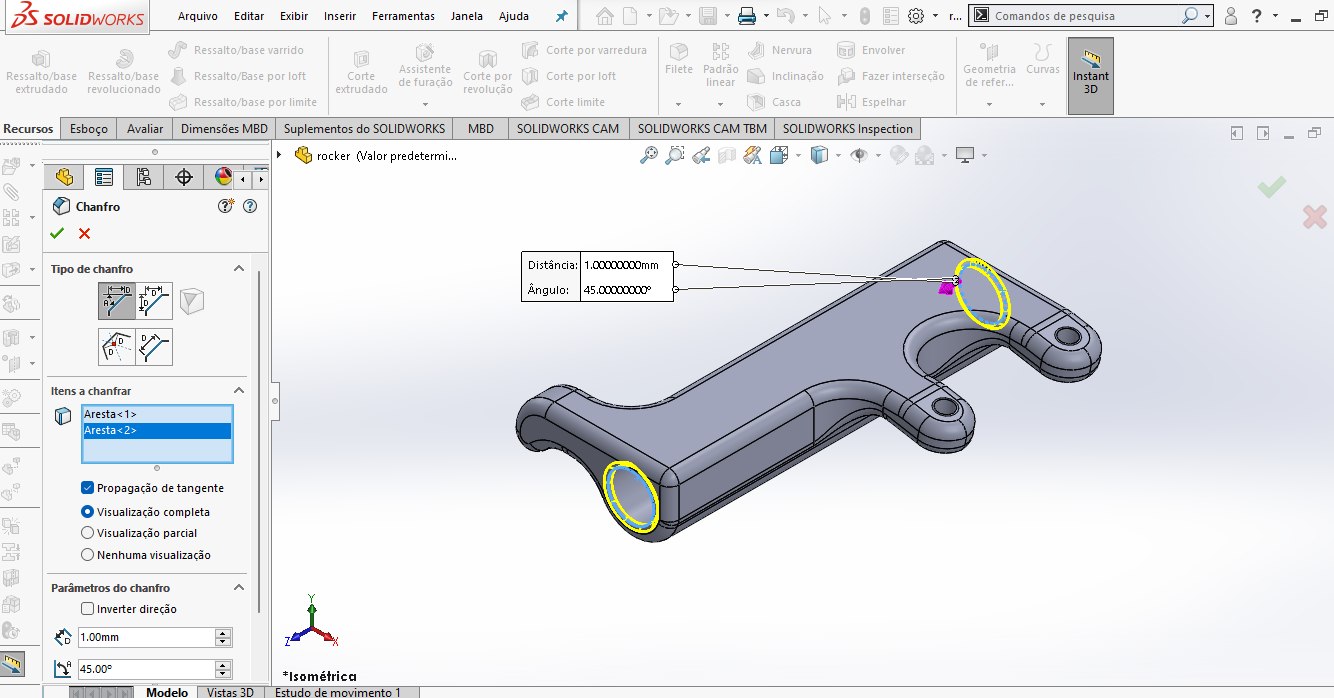 SOLIDWORKS
Arquivo Editar Exibir Inserir Ferramentas Janela Ajuda
r...
Comandos de pesquisa
?
Ressalto/base extrudado
Ressalto/base revolucionado
Ressalto/base varrido
Ressalto/Base por loft
Ressalto/base por limite
Corte extrudado
Assistente de furação
Corte por revolução
Corte por varredura
Corte por loft
Corte limite
Filete
Padrão linear
Nervura
Inclinação
Casca
Envolver
Fazer interseção
Espelhar
Geometria de refer...
Curvas
Instant 3D
Recursos Esboço Avaliar Dimensões MBD Suplementos do SOLIDWORKS MBD SOLIDWORKS CAM SOLIDWORKS CAM TBM SOLIDWORKS Inspection
rocker (Valor predetermi...
Chanfro
Tipo de chanfro
Itens a chanfrar
Aresta<1>
Aresta<2>
Propagação de tangente
Visualização completa
Visualização parcial
Nenhuma visualização
Parâmetros do chanfro
Inverter direção
1.00mm
45.00º
Distância: 1.00000000mm
Ângulo: 45.00000000º
Y
Z X
*Isométrica
Modelo Vistas 3D Estudo de movimento 1